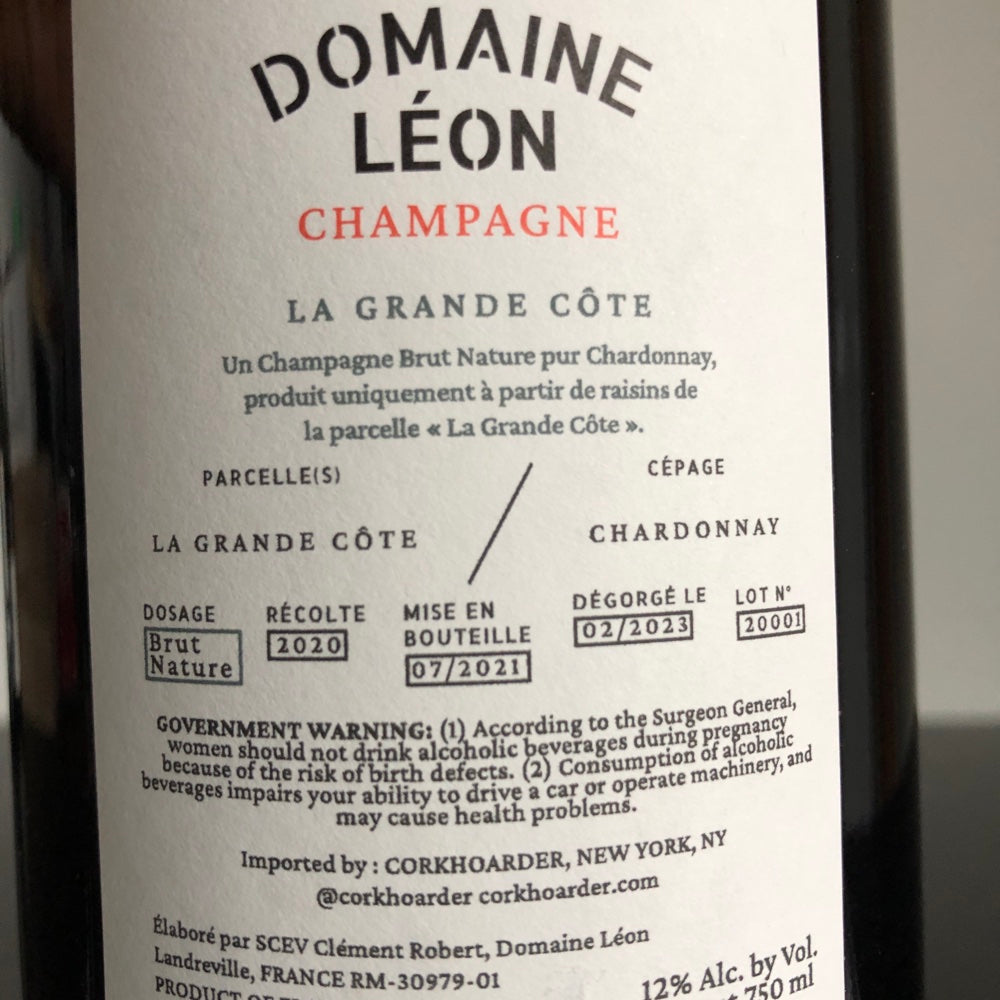 DOMAINE
LÉON
CHAMPAGNE
LA GRANDE CÔTE
Un Champagne Brut Nature pur Chardonnay,
produit uniquement à partir de raisins de
la parcelle « La Grande Côte ».
PARCELLE(S)
CÉPAGE
LA GRANDE CÔTE
CHARDONNAY
DOSAGE
Brut
Nature
RÉCOLTE
2020
MISE EN
BOUTEILLE
07/2021
DÉGORGÉ LE
02/2023
LOT N°
20001
GOVERNMENT WARNING: (1) According to the Surgeon General,
women should not drink alcoholic beverages during pregnancy
because of the risk of birth defects. (2) Consumption of alcoholic
beverages impairs your ability to drive a car or operate machinery, and
may cause health problems.
Imported by : CORKHOARDER, NEW YORK, NY
@corkhoarder corkhoarder.com
Élaboré par SCEV Clément Robert, Domaine Léon
Landreville, FRANCE RM-30979-01
PRODUCT OF
12% Alc. by Vol.
750 ml